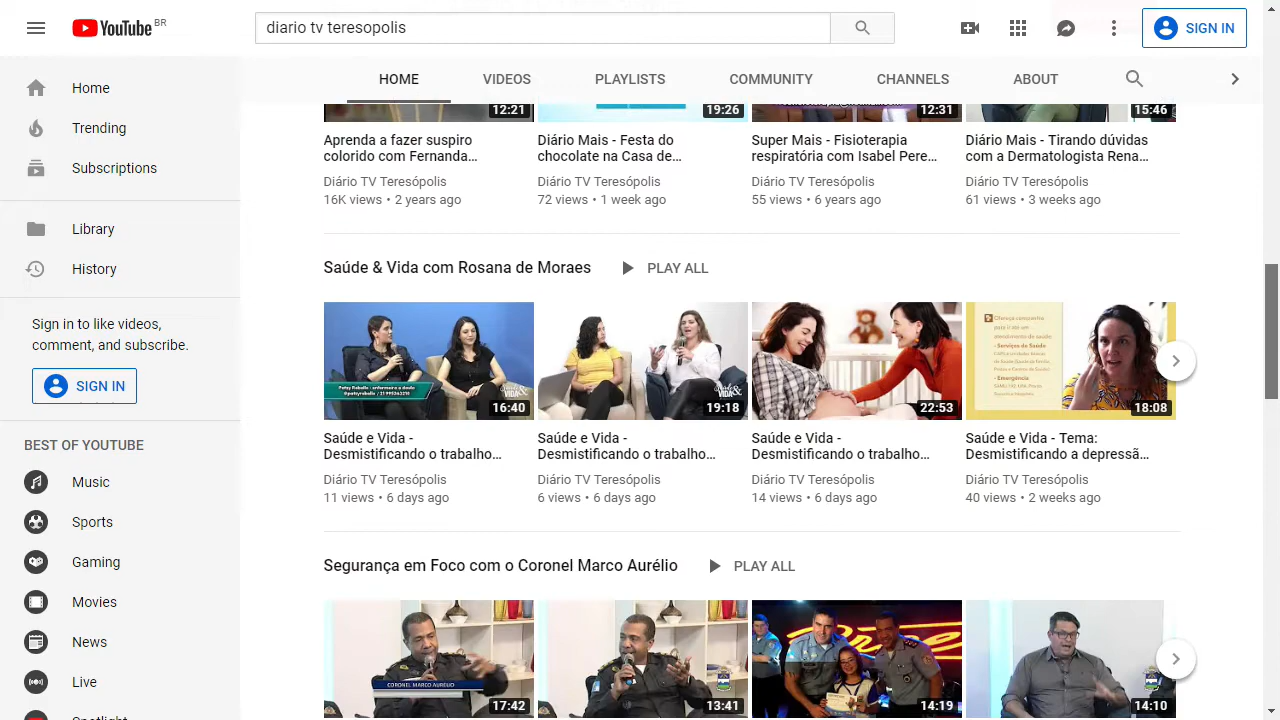 YouTube BR
diario tv teresopolis
SIGN IN
HOME
VIDEOS
PLAYLISTS
COMMUNITY
CHANNELS
ABOUT
Home
Trending
Subscriptions
Library
History
Sign in to like videos,
comment, and subscribe.
SIGN IN
BEST OF YOUTUBE
Music
Sports
Gaming
Movies
News
Live
12:21
19:26
12:31
15:46
Aprenda a fazer suspiro
colorido com Fernanda…
Diário TV Teresópolis
16K views • 2 years ago
Diário Mais - Festa do
chocolate na Casa de…
Diário TV Teresópolis
72 views • 1 week ago
Super Mais - Fisioterapia
respiratória com Isabel Pere…
Diário TV Teresópolis
55 views • 6 years ago
Diário Mais - Tirando dúvidas
com a Dermatologista Rena…
Diário TV Teresópolis
61 views • 3 weeks ago
Saúde & Vida com Rosana de Moraes
PLAY ALL
16:40
19:18
22:53
18:08
Saúde e Vida -
Desmistificando o trabalho…
Diário TV Teresópolis
11 views • 6 days ago
Saúde e Vida -
Desmistificando o trabalho…
Diário TV Teresópolis
6 views • 6 days ago
Saúde e Vida -
Desmistificando o trabalho…
Diário TV Teresópolis
14 views • 6 days ago
Saúde e Vida - Tema:
Desmistificando a depressã…
Diário TV Teresópolis
40 views • 2 weeks ago
Segurança em Foco com o Coronel Marco Aurélio
PLAY ALL
CORONEL MARCO AURELIO
17:42
13:41
14:19
14:10